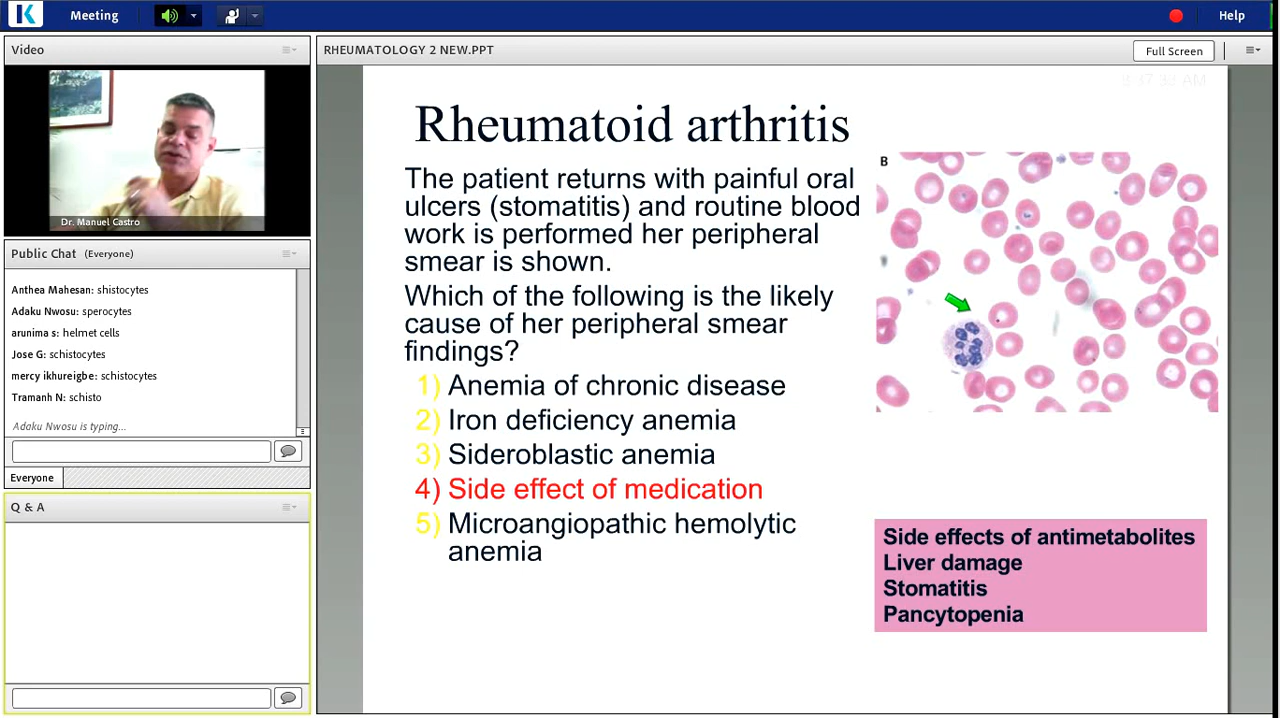 K
Meeting
Help
Video
Dr. Manuel Castro
Public Chat (Everyone)
Anthea Mahesan: shistocytes
Adaku Nwosu: sperocytes
arunima s: helmet cells
Jose G: schistocytes
mercy ikhureigbe: schistocytes
Tramanh N: schisto
Adaku Nwosu is typing...
Everyone
Q & A
RHEUMATOLOGY 2 NEW.PPT
Full Screen
Rheumatoid arthritis
The patient returns with painful oral
ulcers (stomatitis) and routine blood
work is performed her peripheral
smear is shown.
Which of the following is the likely
cause of her peripheral smear
findings?
1) Anemia of chronic disease
2) Iron deficiency anemia
3) Sideroblastic anemia
4) Side effect of medication
5) Microangiopathic hemolytic
anemia
B
Side effects of antimetabolites
Liver damage
Stomatitis
Pancytopenia